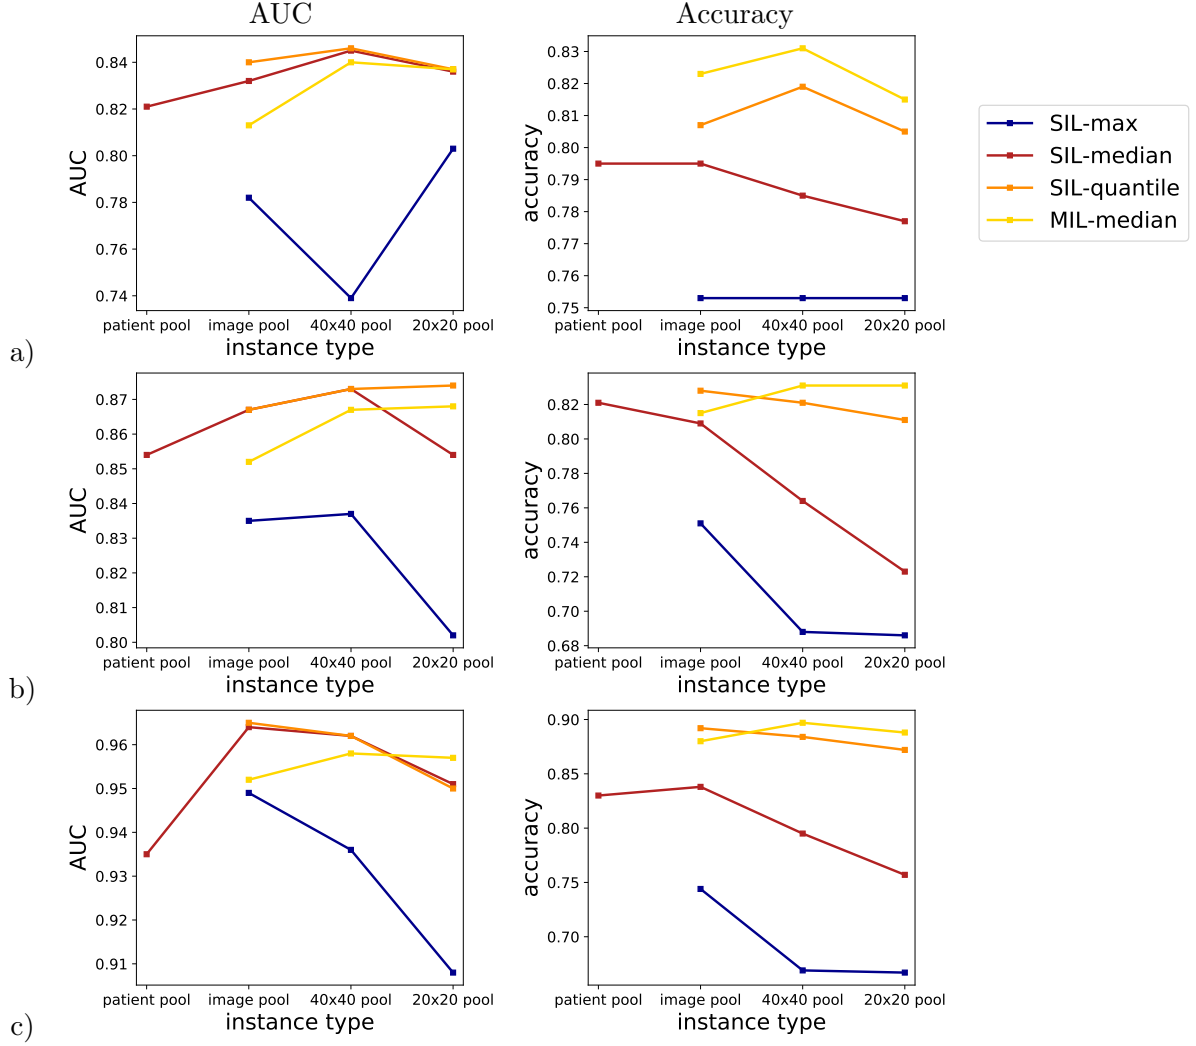 AUC Accuracy
0.84
0.82
0.80
0.78
0.76
0.74
AUC
patient pool image pool 40x40 pool 20x20 pool
instance type
0.83
0.82
0.81
0.80
0.79
0.78
0.77
0.76
0.75
accuracy
patient pool image pool 40x40 pool 20x20 pool
instance type
SIL-max
SIL-median
SIL-quantile
MIL-median
a)
0.87
0.86
0.85
0.84
0.83
0.82
0.81
0.80
AUC
patient pool image pool 40x40 pool 20x20 pool
instance type
0.82
0.80
0.78
0.76
0.74
0.72
0.70
0.68
accuracy
patient pool image pool 40x40 pool 20x20 pool
instance type
b)
0.96
0.95
0.94
0.93
0.92
0.91
AUC
patient pool image pool 40x40 pool 20x20 pool
instance type
0.90
0.85
0.80
0.75
0.70
accuracy
patient pool image pool 40x40 pool 20x20 pool
instance type
c)